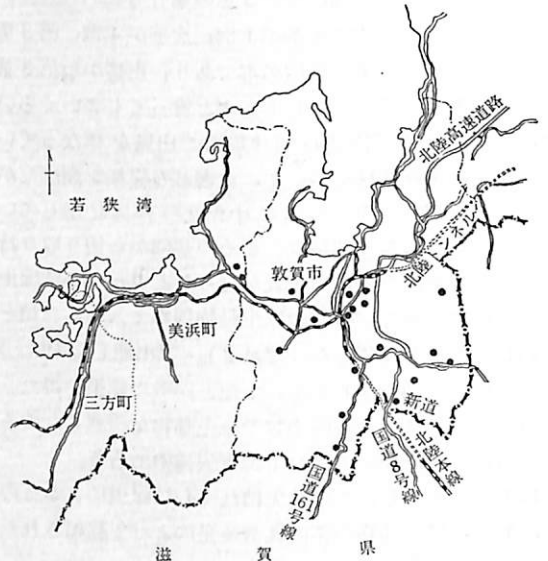 北陸高速道路
若狭湾
北陸トンネル
敦賀市
美浜町
三方町
新道
国道8号線
北陸本線
国道161号線
滋賀県